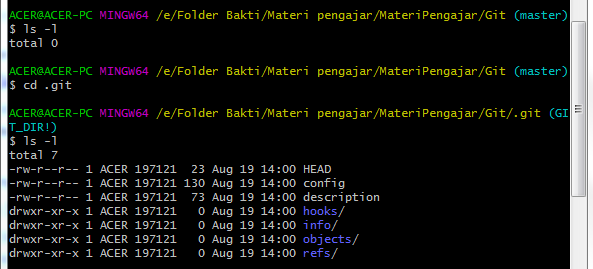 ACER@ACER-PC MINGW64 /e/Folder Bakti/Materi pengajar/MateriPengajar/Git (master)
$ ls -l
total 0
ACER@ACER-PC MINGW64 /e/Folder Bakti/Materi pengajar/MateriPengajar/Git (master)
$ cd .git
ACER@ACER-PC MINGW64 /e/Folder Bakti/Materi pengajar/MateriPengajar/Git/.git (GI
T_DIR!)
$ ls -l
total 7
-rw-r--r-- 1 ACER 197121  23 Aug 19 14:00 HEAD
-rw-r--r-- 1 ACER 197121 130 Aug 19 14:00 config
-rw-r--r-- 1 ACER 197121  73 Aug 19 14:00 description
drwxr-xr-x 1 ACER 197121   0 Aug 19 14:00 hooks/
drwxr-xr-x 1 ACER 197121   0 Aug 19 14:00 info/
drwxr-xr-x 1 ACER 197121   0 Aug 19 14:00 objects/
drwxr-xr-x 1 ACER 197121   0 Aug 19 14:00 refs/